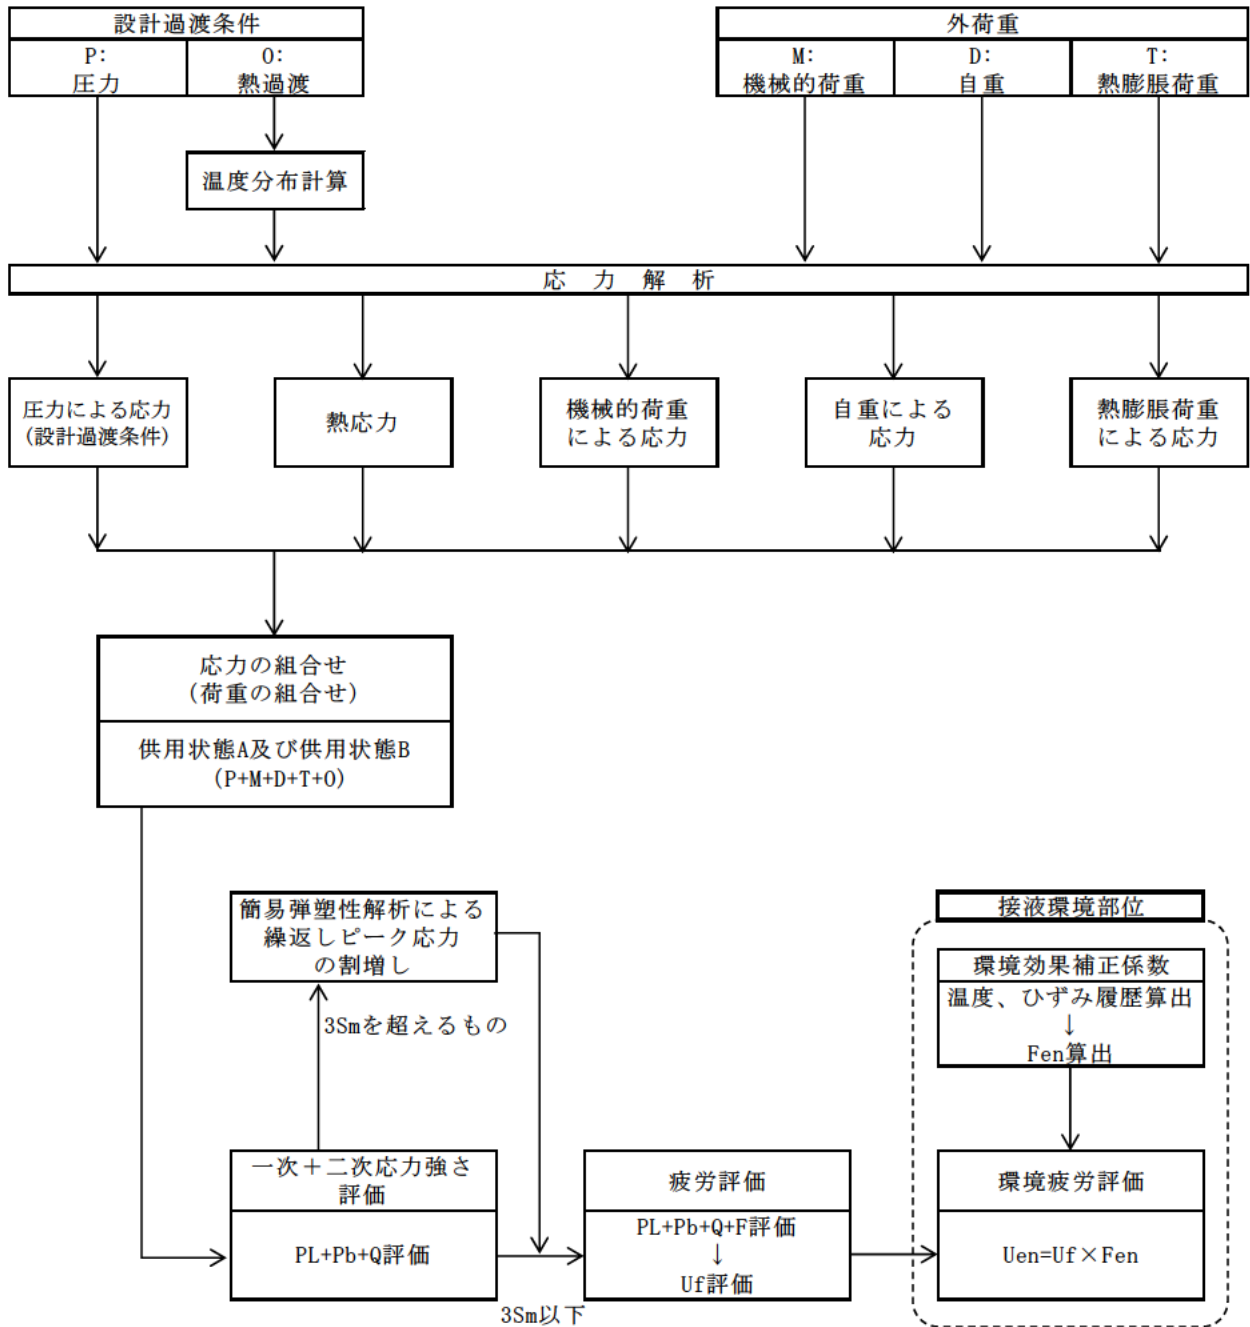 設計過渡条件
P:
圧力
O:
熱過渡
外荷重
M:
機械的荷重
D:
自重
T:
熱膨脹荷重
温度分布計算
応 力 解 析
圧力による応力
(設計過渡条件)
熱応力
機械的荷重
による応力
自重による
応力
熱膨脹荷重
による応力
応力の組合せ
(荷重の組合せ)
供用状態A及び供用状態B
(P+M+D+T+O)
簡易弾塑性解析による
繰返しピーク応力
の割増し
3Smを超えるもの
一次＋二次応力強さ
評価
PL+Pb+Q評価
3Sm以下
疲労評価
PL+Pb+Q+F評価
↓
Uf評価
接液環境部位
環境効果補正係数
温度、ひずみ履歴算出
↓
Fen算出
環境疲労評価
Uen=Uf×Fen